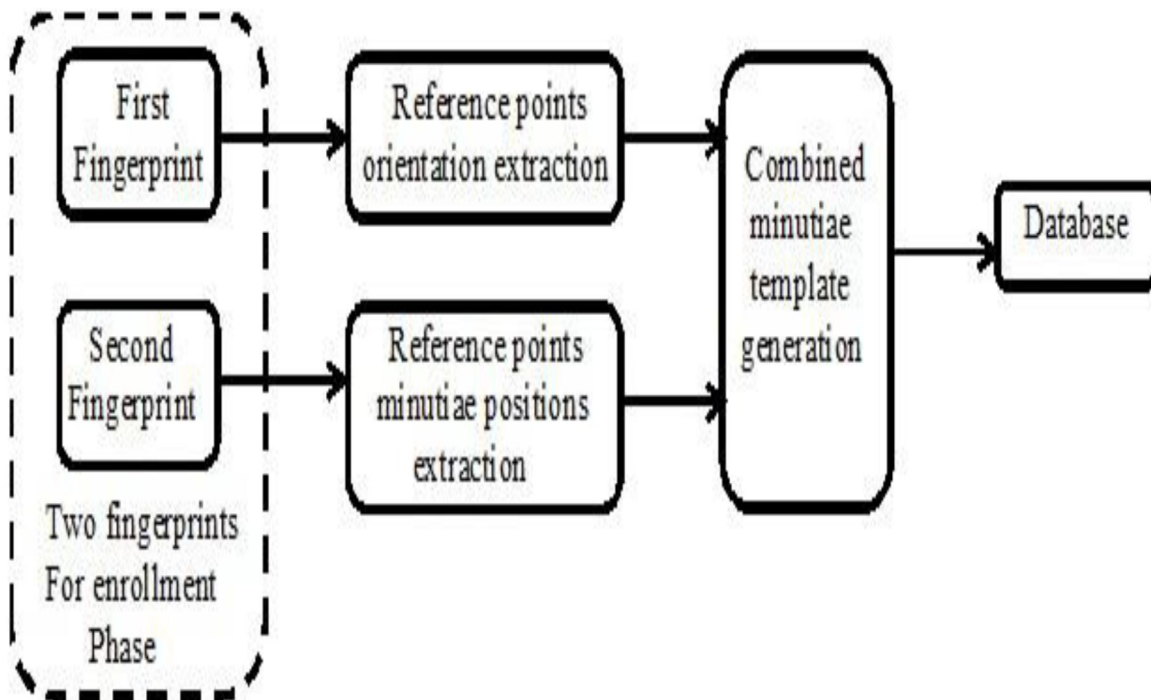 First
Fingerprint
Reference points
orientation extraction
Second
Fingerprint
Reference points
minutiae positions
extraction
Combined
minutiae
template
generation
Database
Two fingerprints
For enrollment
Phase